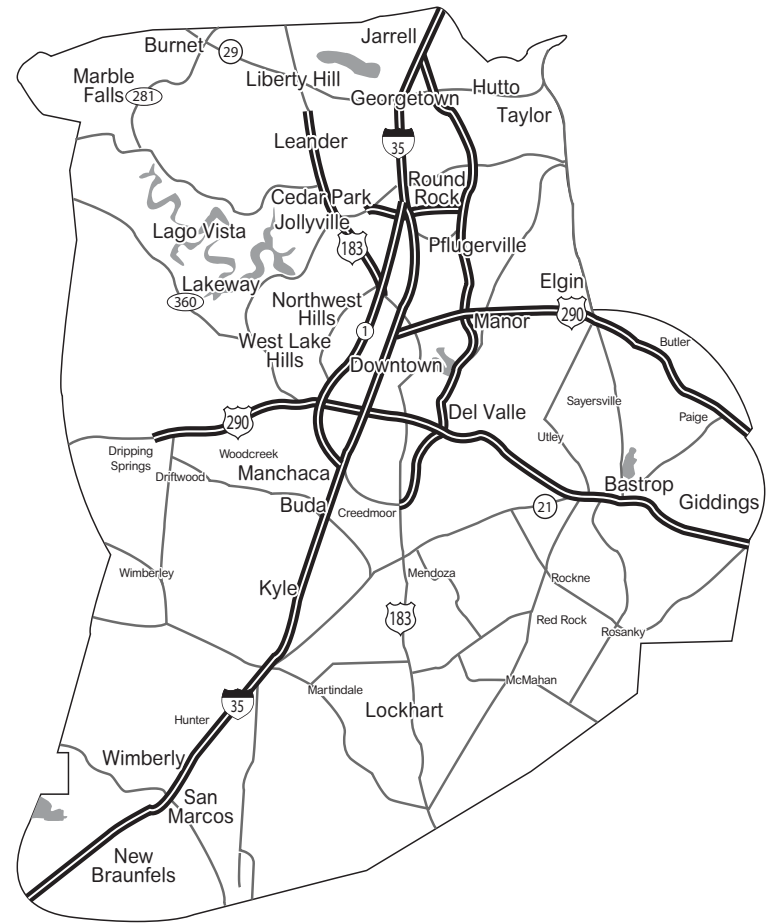 Jarrell
Burnet
29
Marble
Falls
281
Liberty Hill
Hutto
Georgetown
Taylor
Leander
35
Round
Rock
Cedar Park
Jollyville
Lago Vista
183
Pflugerville
Lakeway
360
Elgin
Northwest
Hills
290
Manor
1
West Lake
Hills
Butler
Downtown
Sayersville
290
Del Valle
Paige
Utley
Dripping
Springs
Woodcreek
Driftwood
Manchaca
Bastrop
Giddings
Buda
Creedmoor
21
Wimberley
Mendoza
Rockne
Kyle
183
Red Rock
Rosanky
Martindale
McMahan
35
Hunter
Lockhart
Wimberly
San
Marcos
New
Braunfels